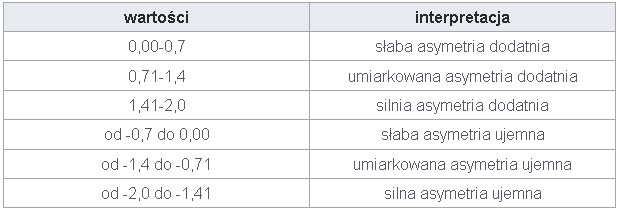 wartości interpretacja
0,00-0,7 słaba asymetria dodatnia
0,71-1,4 umiarkowana asymetria dodatnia
1,41-2,0 silnia asymetria dodatnia
od -0,7 do 0,00 słaba asymetria ujemna
od -1,4 do -0,71 umiarkowana asymetria ujemna
od -2,0 do -1,41 silna asymetria ujemna